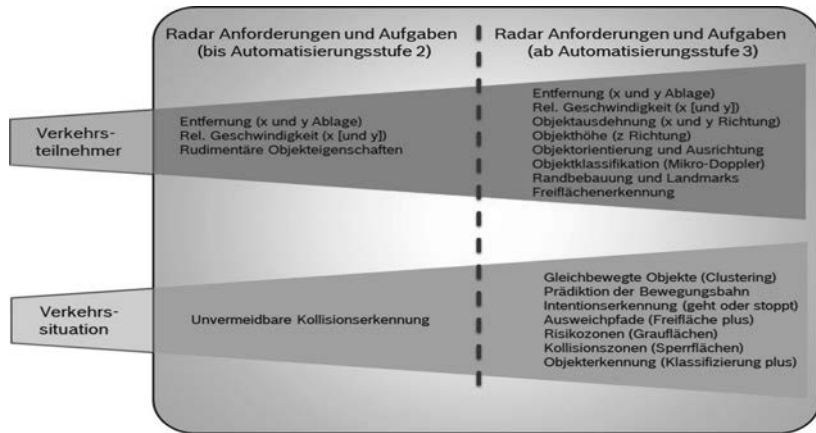 Radar Anforderungen und Aufgaben
(bis Automatisierungsstufe 2)
Radar Anforderungen und Aufgaben
(ab Automatisierungsstufe 3)
Verkehrs-
teilnehmer
Entfernung (x und y Ablage)
Rel. Geschwindigkeit (x [und y])
Rudimentäre Objekteigenschaften
Entfernung (x und y Ablage)
Rel. Geschwindigkeit (x [und y])
Objektausdehnung (x und y Richtung)
Objekthöhe (z Richtung)
Objektorientierung und Ausrichtung
Objektklassifikation (Mikro-Doppler)
Randbebauung und Landmarks
Freiflächenerkennung
Verkehrs-
situation
Unvermeidbare Kollisionserkennung
Gleichbewegte Objekte (Clustering)
Prädiktion der Bewegungsbahn
Intentionserkennung (geht oder stoppt)
Ausweichpfade (Freifläche plus)
Risikozonen (Grauflächen)
Kollisionszonen (Sperrflächen)
Objekterkennung (Klassifizierung plus)